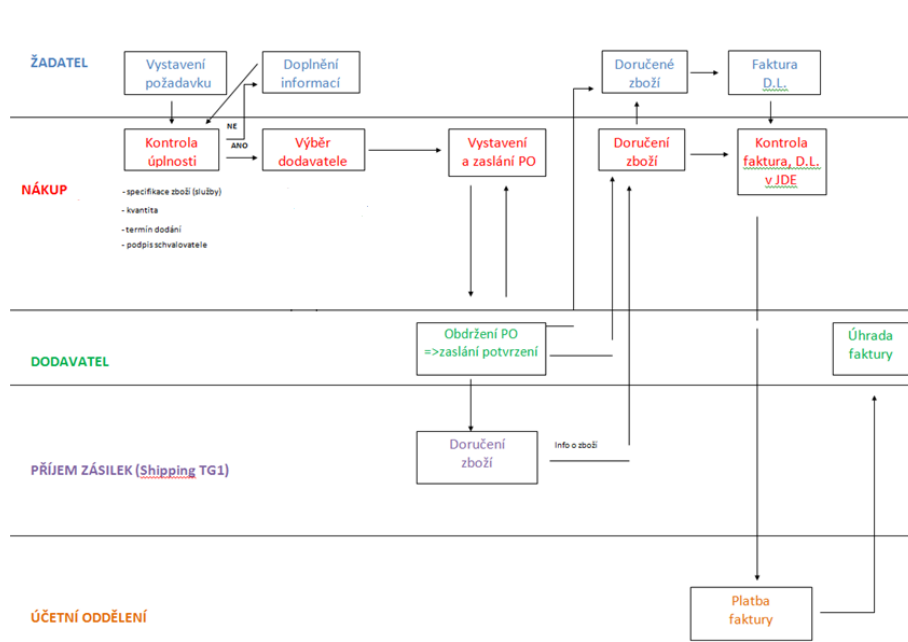 ŽADATEL
Vystavení
požadavku
Doplnění
informací
Doručené
zboží
Faktura
D.L.
NE
ANO
Kontrola
úplnosti
Výběr
dodavatele
Vystavení
a zaslání PO
Doručení
zboží
Kontrola
faktura, D.L.
v JDE
NÁKUP
- specifikace zboží (služby)
- kvantita
- termín dodání
- podpis schvalovatele
DODAVATEL
Obdržení PO
=>zaslání potvrzení
Úhrada
faktury
PŘÍJEM ZÁSILEK (Shipping TG1)
Doručení
zboží
Info o zboží
ÚČETNÍ ODDĚLENÍ
Platba
faktury